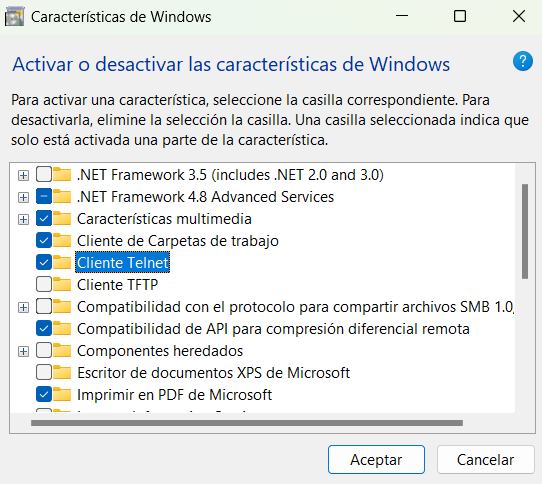 Características de Windows
Activar o desactivar las características de Windows
Para activar una característica, seleccione la casilla correspondiente. Para
desactivarla, elimine la selección la casilla. Una casilla seleccionada indica que
solo está activada una parte de la característica.
.NET Framework 3.5 (includes .NET 2.0 and 3.0)
.NET Framework 4.8 Advanced Services
Características multimedia
Cliente de Carpetas de trabajo
Cliente Telnet
Cliente TFTP
Compatibilidad con el protocolo para compartir archivos SMB 1.0,
Compatibilidad de API para compresión diferencial remota
Componentes heredados
Escritor de documentos XPS de Microsoft
Imprimir en PDF de Microsoft
Aceptar
Cancelar